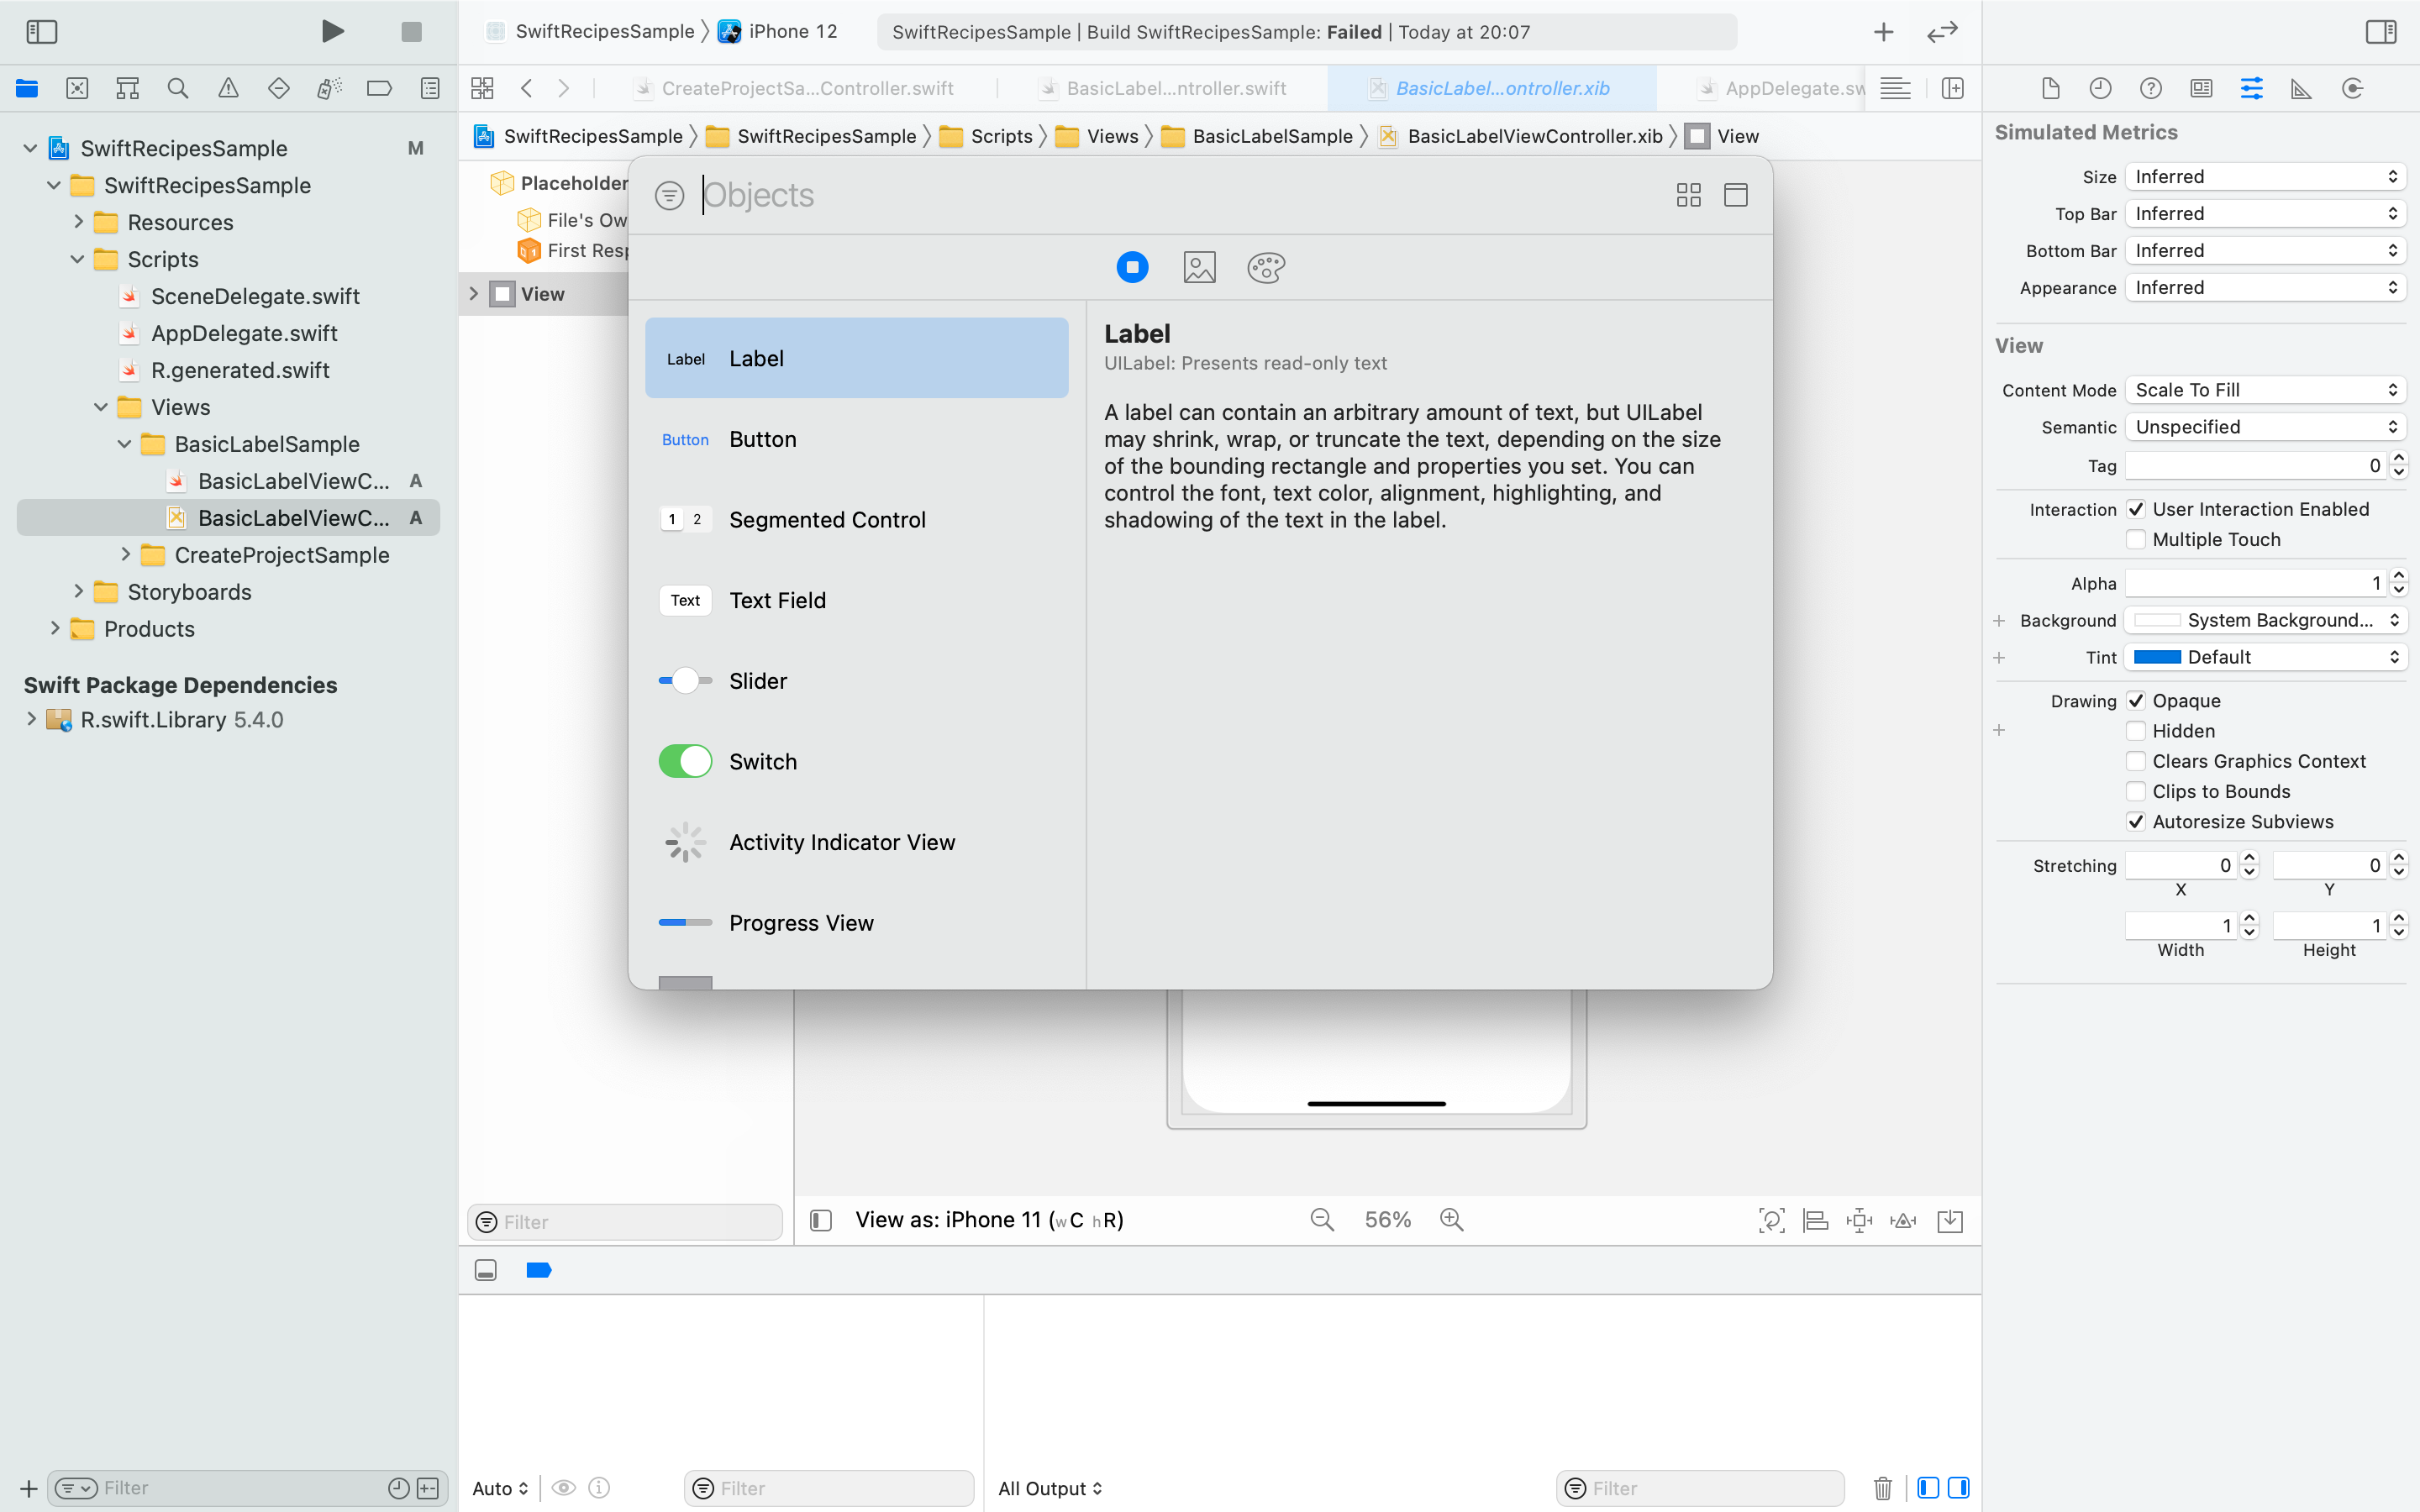 SwiftRecipesSample 〉 iPhone 12
SwiftRecipesSample | Build SwiftRecipesSample: Failed | Today at 20:07
CreateProjectSa...Controller.swift
BasicLabel...ntroller.swift
BasicLabel...ontroller.xib
AppDelegate.sw
SwiftRecipesSample 〉 SwiftRecipesSample 〉 Scripts 〉 Views 〉 BasicLabelSample 〉 BasicLabelViewController.xib 〉 View
SwiftRecipesSample M
SwiftRecipesSample
Resources
Scripts
SceneDelegate.swift
AppDelegate.swift
R.generated.swift
Views
BasicLabelSample
BasicLabelViewC... A
BasicLabelViewC... A
CreateProjectSample
Storyboards
Products
Swift Package Dependencies
R.swift.Library 5.4.0
Filter
Placeholder
File's Ow
First Resp
View
Objects
Label Label
Button Button
1 2 Segmented Control
Text Text Field
Slider
Switch
Activity Indicator View
Progress View
Label
UILabel: Presents read-only text
A label can contain an arbitrary amount of text, but UILabel
may shrink, wrap, or truncate the text, depending on the size
of the bounding rectangle and properties you set. You can
control the font, text color, alignment, highlighting, and
shadowing of the text in the label.
Filter
View as: iPhone 11 (wC hR)
56%
Auto
Filter
All Output
Filter
Simulated Metrics
Size Inferred
Top Bar Inferred
Bottom Bar Inferred
Appearance Inferred
View
Content Mode Scale To Fill
Semantic Unspecified
Tag 0
Interaction User Interaction Enabled
Multiple Touch
Alpha 1
Background System Background...
Tint Default
Drawing Opaque
Hidden
Clears Graphics Context
Clips to Bounds
Autoresize Subviews
Stretching 0 0
X Y
1 1
Width Height